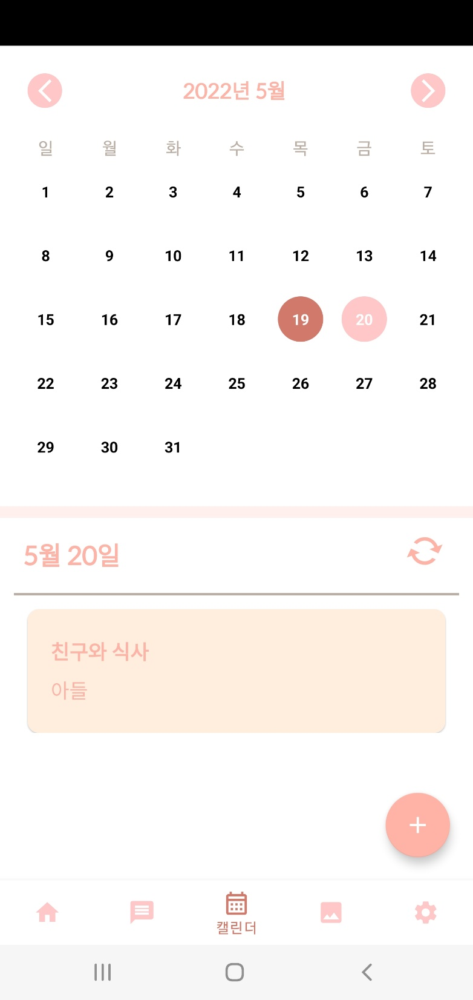 2022년 5월
일 월 화 수 목 금 토
1 2 3 4 5 6 7
8 9 10 11 12 13 14
15 16 17 18 19 20 21
22 23 24 25 26 27 28
29 30 31
5월 20일
친구와 식사
아들
캘린더